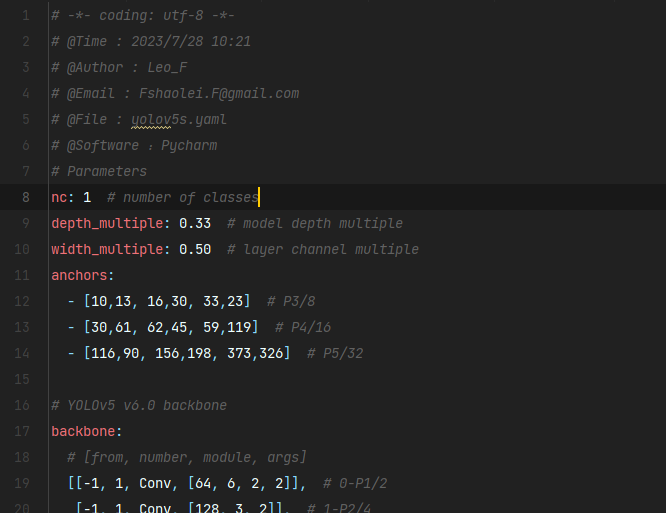 1 # -*- coding: utf-8 -*-
2 # @Time : 2023/7/28 10:21
3 # @Author : Leo_F
4 # @Email : Fshaolei.F@gmail.com
5 # @File : yolov5s.yaml
6 # @Software : Pycharm
7 # Parameters
8 nc: 1  # number of classes
9 depth_multiple: 0.33  # model depth multiple
10 width_multiple: 0.50  # layer channel multiple
11 anchors:
12   - [10,13, 16,30, 33,23]  # P3/8
13   - [30,61, 62,45, 59,119]  # P4/16
14   - [116,90, 156,198, 373,326]  # P5/32
15
16 # YOLOv5 v6.0 backbone
17 backbone:
18   # [from, number, module, args]
19   [[-1, 1, Conv, [64, 6, 2, 2]],  # 0-P1/2
20    [-1, 1, Conv, [128, 3, 2]],  # 1-P2/4